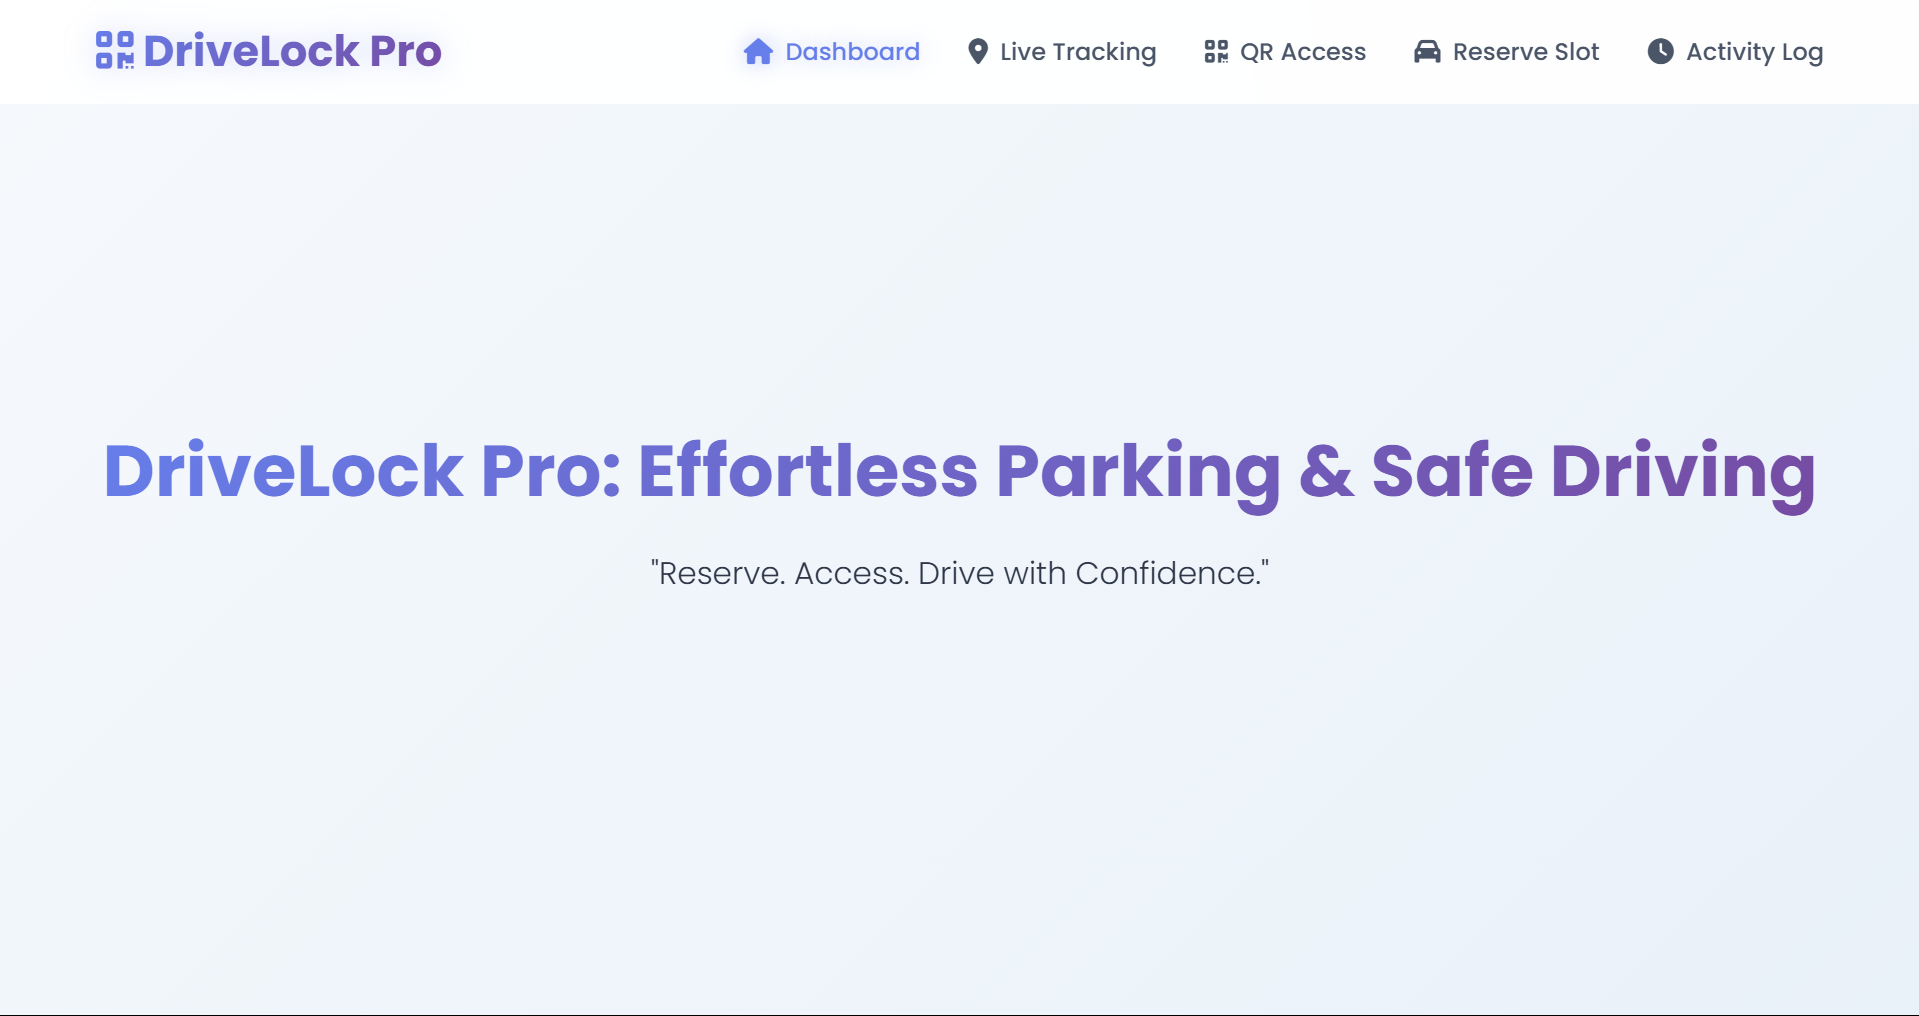 DriveLock Pro
Dashboard
Live Tracking
QR Access
Reserve Slot
Activity Log
DriveLock Pro: Effortless Parking & Safe Driving
"Reserve. Access. Drive with Confidence."